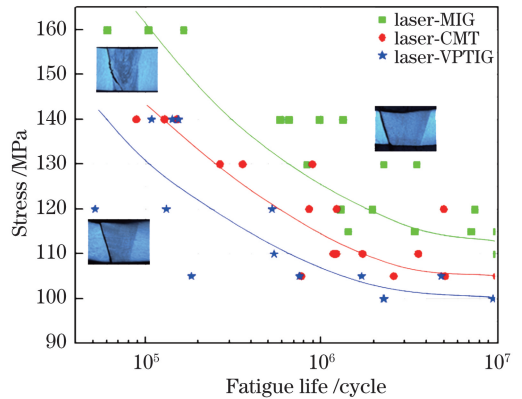 laser-MIG
laser-CMT
laser-VPTIG
160
150
140
130
120
110
100
90
Stress /MPa
10⁵
10⁶
10⁷
Fatigue life /cycle